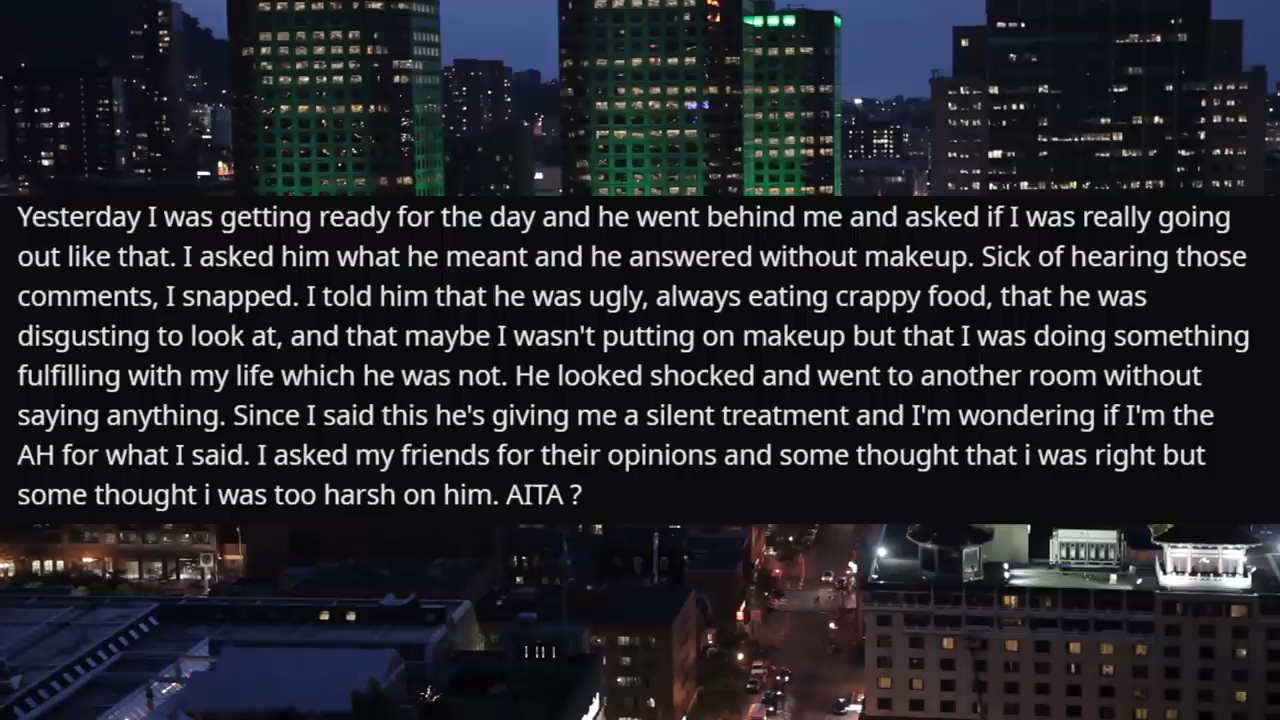 Yesterday I was getting ready for the day and he went behind me and asked if I was really going
out like that. I asked him what he meant and he answered without makeup. Sick of hearing those
comments, I snapped. I told him that he was ugly, always eating crappy food, that he was
disgusting to look at, and that maybe I wasn't putting on makeup but that I was doing something
fulfilling with my life which he was not. He looked shocked and went to another room without
saying anything. Since I said this he's giving me a silent treatment and I'm wondering if I'm the
AH for what I said. I asked my friends for their opinions and some thought that i was right but
some thought i was too harsh on him. AITA ?